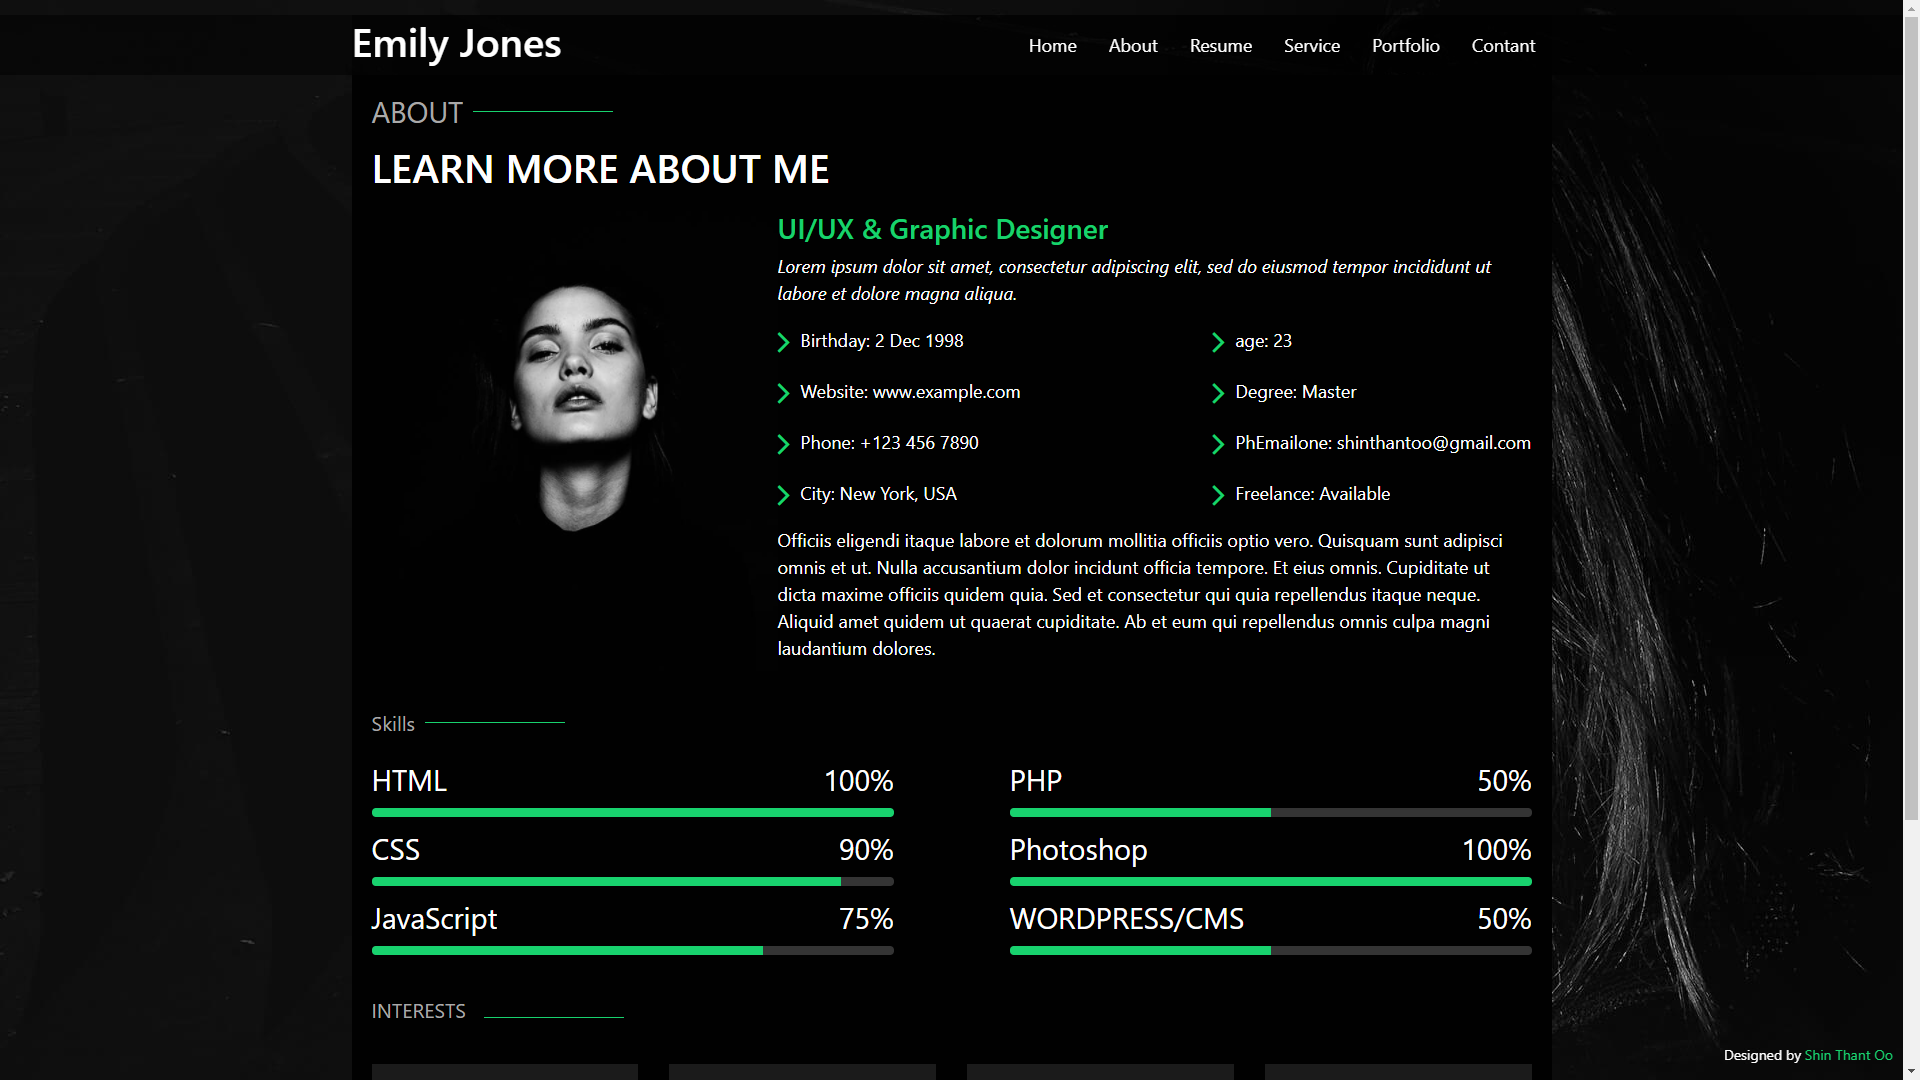 Emily Jones
Home About Resume Service Portfolio Contant
ABOUT
LEARN MORE ABOUT ME
UI/UX & Graphic Designer
Lorem ipsum dolor sit amet, consectetur adipiscing elit, sed do eiusmod tempor incididunt ut
labore et dolore magna aliqua.
Birthday: 2 Dec 1998
age: 23
Website: www.example.com
Degree: Master
Phone: +123 456 7890
PhEmailone: shinthantoo@gmail.com
City: New York, USA
Freelance: Available
Officiis eligendi itaque labore et dolorum mollitia officiis optio vero. Quisquam sunt adipisci
omnis et ut. Nulla accusantium dolor incidunt officia tempore. Et eius omnis. Cupiditate ut
dicta maxime officiis quidem quia. Sed et consectetur qui quia repellendus itaque neque.
Aliquid amet quidem ut quaerat cupiditate. Ab et eum qui repellendus omnis culpa magni
laudantium dolores.
Skills
HTML 100%
PHP 50%
CSS 90%
Photoshop 100%
JavaScript 75%
WORDPRESS/CMS 50%
INTERESTS
Designed by Shin Thant Oo